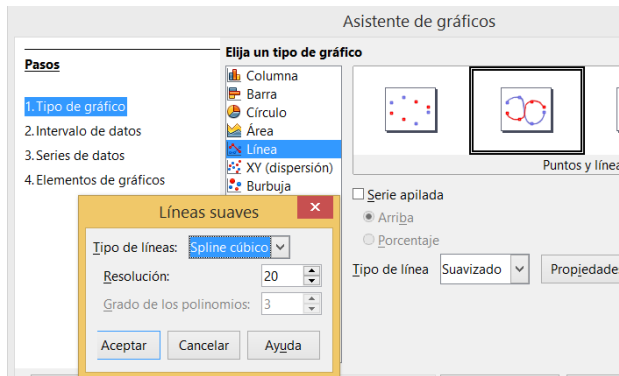 Asistente de gráficos
Pasos
1. Tipo de gráfico
2. Intervalo de datos
3. Series de datos
4. Elementos de gráficos
Elija un tipo de gráfico
Columna
Barra
Círculo
Área
Línea
XY (dispersión)
Burbuja
Puntos y línea
Serie apilada
Arriba
Porcentaje
Tipo de línea Suavizado Propiedades
Líneas suaves x
Tipo de líneas: Spline cúbico
Resolución: 20
Grado de los polinomios: 3
Aceptar Cancelar Ayuda